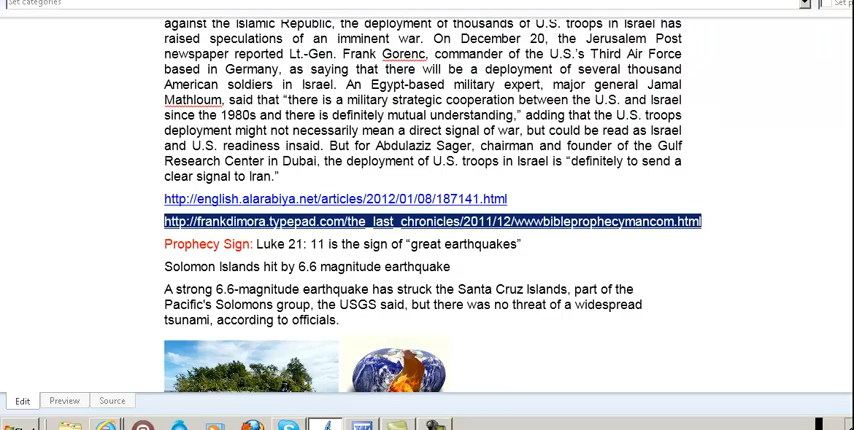 Set categories
Set p
against the Islamic Republic, the deployment of thousands of U.S. troops in Israel has
raised speculations of an imminent war. On December 20, the Jerusalem Post
newspaper reported Lt.-Gen. Frank Gorenc, commander of the U.S.'s Third Air Force
based in Germany, as saying that there will be a deployment of several thousand
American soldiers in Israel. An Egypt-based military expert, major general Jamal
Mathloum, said that “there is a military strategic cooperation between the U.S. and Israel
since the 1980s and there is definitely mutual understanding,” adding that the U.S. troops
deployment might not necessarily mean a direct signal of war, but could be read as Israel
and U.S. readiness insaid. But for Abdulaziz Sager, chairman and founder of the Gulf
Research Center in Dubai, the deployment of U.S. troops in Israel is “definitely to send a
clear signal to Iran.”
http://english.alarabiya.net/articles/2012/01/08/187141.html
http://frankdimora.typepad.com/the_last_chronicles/2011/12/wwwbibleprophecymancom.html
Prophecy Sign: Luke 21: 11 is the sign of “great earthquakes”
Solomon Islands hit by 6.6 magnitude earthquake
A strong 6.6-magnitude earthquake has struck the Santa Cruz Islands, part of the
Pacific's Solomons group, the USGS said, but there was no threat of a widespread
tsunami, according to officials.
Edit
Preview
Source